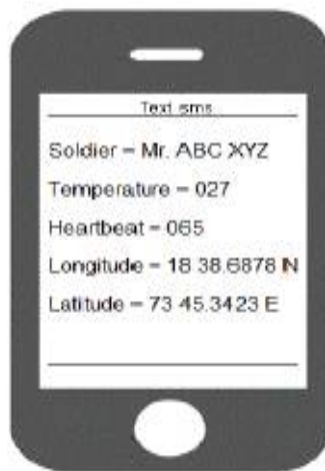 Text sms
Soldier = Mr. ABC XYZ
Temperature = 027
Heartbeat = 065
Longitude = 18 38.6878 N
Latitude = 73 45.3423 E